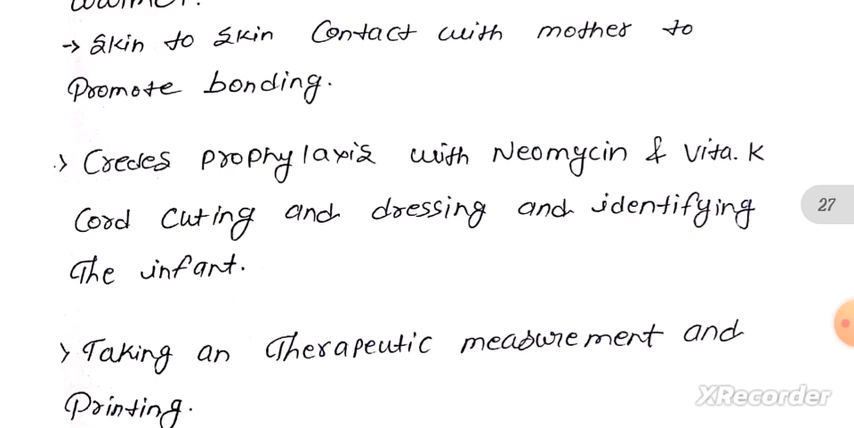 → Skin to Skin Contact with mother to
Promote bonding.
> Credes prophylaxis with Neomycin & Vita. K
Cord cuting and dressing and identifying
The infant.
27
> Taking an Therapeutic measurement and
Printing.
XRecorder